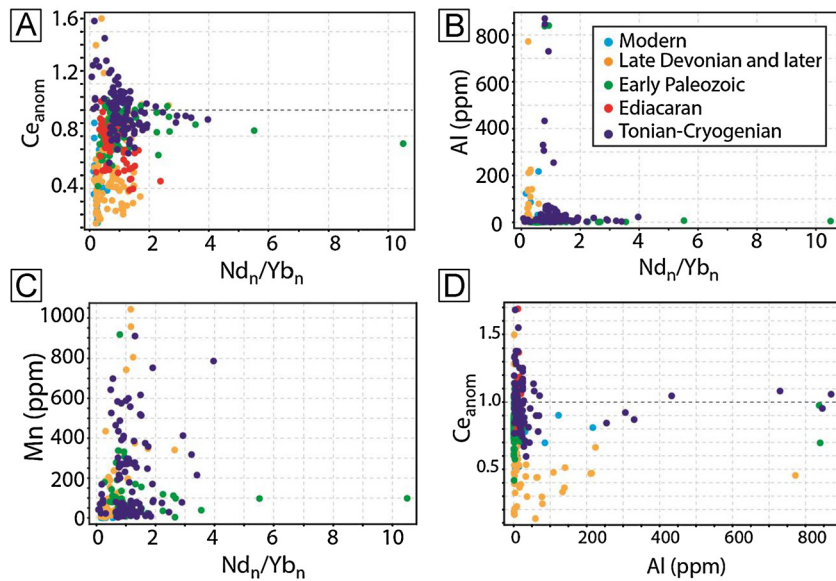 A
1.6
1.2
0.8
0.4
Ce_anom
0 2 4 6 8 10
Nd_n/Yb_n
B
800
600
400
200
0
Al (ppm)
0 2 4 6 8 10
Nd_n/Yb_n
Modern
Late Devonian and later
Early Paleozoic
Ediacaran
Tonian-Cryogenian
C
1000
800
600
400
200
0
Mn (ppm)
0 2 4 6 8 10
Nd_n/Yb_n
D
1.5
1.0
0.5
Ce_anom
0 200 400 600 800
Al (ppm)